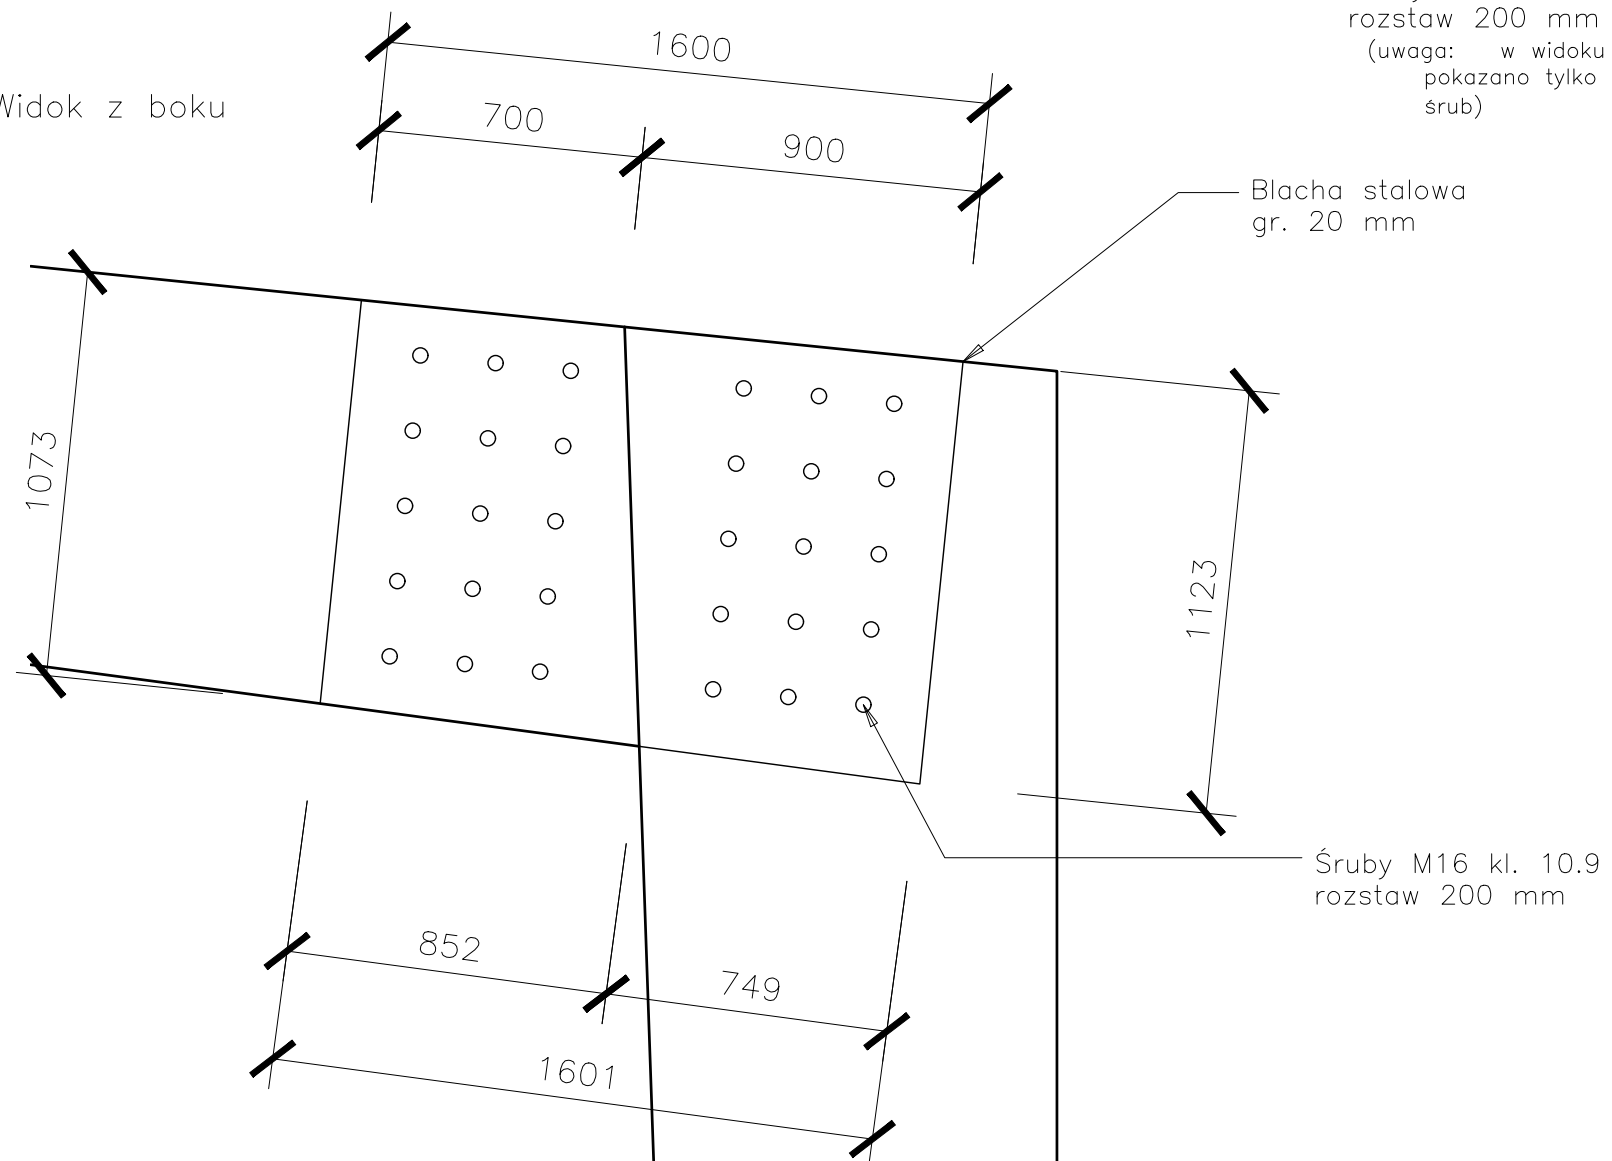 rozstaw 200 mm
(uwaga: w widoku
pokazano tylko
śrub)
Widok z boku
1600
700
900
Blacha stalowa
gr. 20 mm
1073
1123
Śruby M16 kl. 10.9
rozstaw 200 mm
852
749
1601